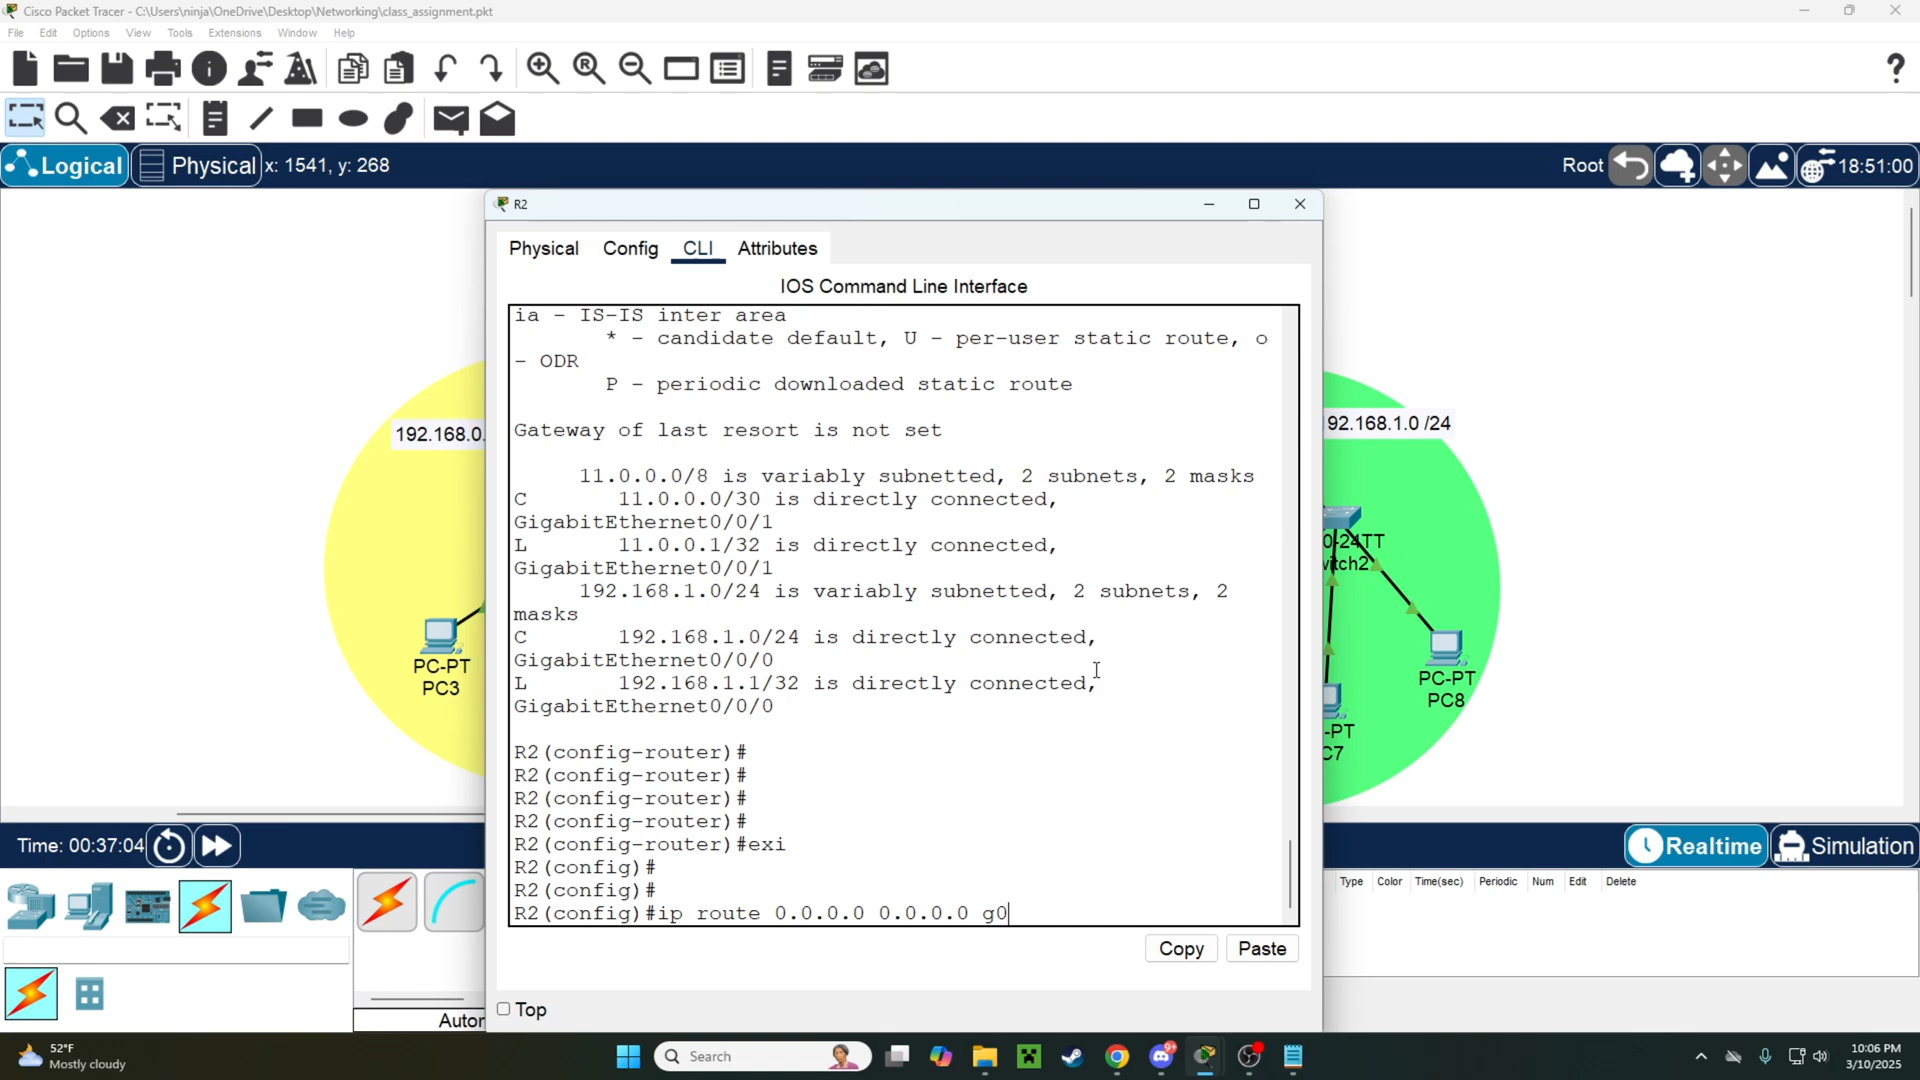 Cisco Packet Tracer - C:\Users\ninja\OneDrive\Desktop\Networking\class_assignment.pkt
File Edit Options View Tools Extensions Window Help
Logical Physical x: 1541, y: 268 Root 18:51:00
R2
Physical Config CLI Attributes
IOS Command Line Interface
ia - IS-IS inter area
* - candidate default, U - per-user static route, o
- ODR
P - periodic downloaded static route
Gateway of last resort is not set
11.0.0.0/8 is variably subnetted, 2 subnets, 2 masks
C 11.0.0.0/30 is directly connected,
GigabitEthernet0/0/1
L 11.0.0.1/32 is directly connected,
GigabitEthernet0/0/1
192.168.1.0/24 is variably subnetted, 2 subnets, 2
masks
C 192.168.1.0/24 is directly connected,
GigabitEthernet0/0/0
L 192.168.1.1/32 is directly connected,
GigabitEthernet0/0/0
R2(config-router)#
R2(config-router)#
R2(config-router)#
R2(config-router)#
R2(config-router)#exi
R2(config)#
R2(config)#
R2(config)#ip route 0.0.0.0 0.0.0.0 g0
Copy Paste
Top
192.168.0.
PC-PT
PC3
92.168.1.0 /24
0-24TT
witch2
PC-PT
PC8
-PT
C7
Time: 00:37:04
Realtime Simulation
Type Color Time(sec) Periodic Num Edit Delete
Autor
52°F
Mostly cloudy
Search
9+
10:06 PM
3/10/2025